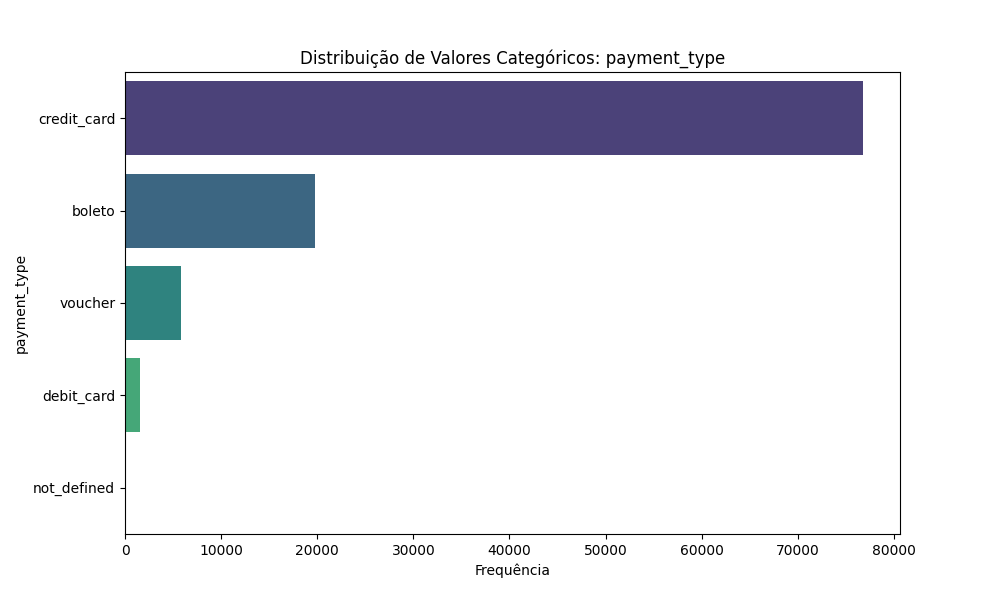 Distribuição de Valores Categóricos: payment_type
payment_type
credit_card
boleto
voucher
debit_card
not_defined
0 10000 20000 30000 40000 50000 60000 70000 80000
Frequência